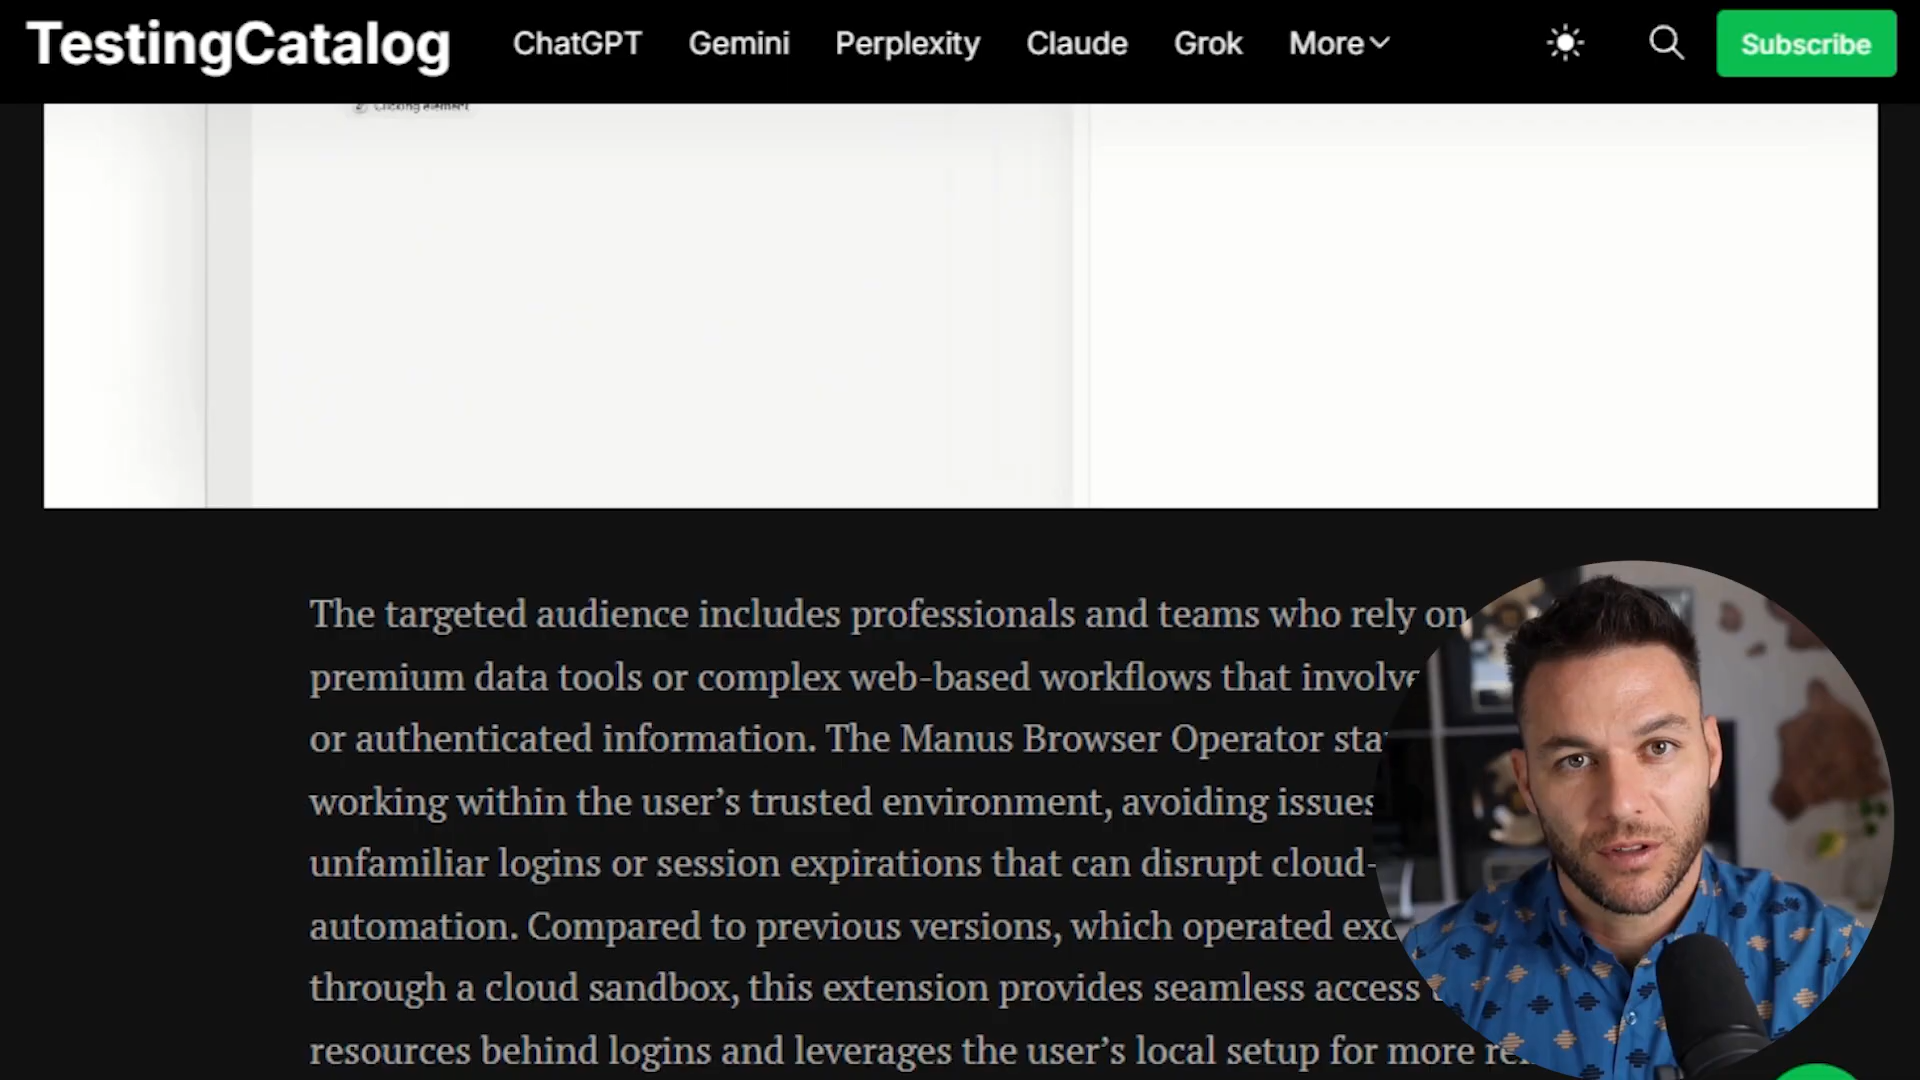 TestingCatalog ChatGPT Gemini Perplexity Claude Grok More Subscribe
Clicking element
The targeted audience includes professionals and teams who rely on
premium data tools or complex web-based workflows that involve
or authenticated information. The Manus Browser Operator
working within the user’s trusted environment, avoiding issues
unfamiliar logins or session expirations that can disrupt cloud-
automation. Compared to previous versions, which operated
through a cloud sandbox, this extension provides seamless access
resources behind logins and leverages the user’s local setup for more